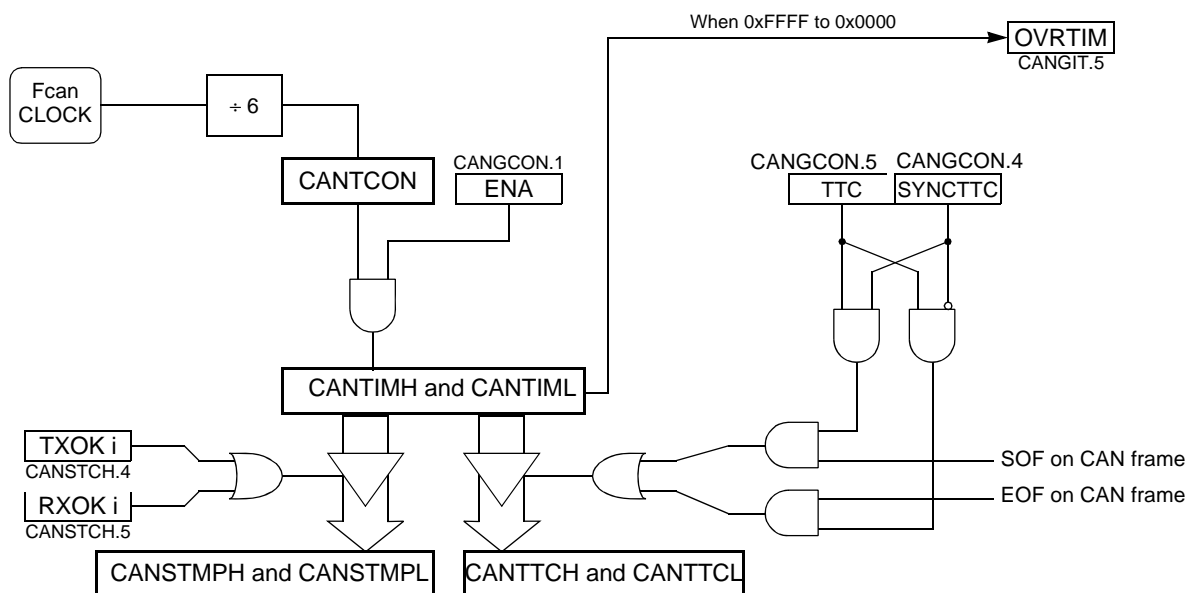 When 0xFFFF to 0x0000
OVRTIM
CANGIT.5
Fcan
CLOCK
÷ 6
CANTCON
CANGCON.1
ENA
CANGCON.5
CANGCON.4
TTC
SYNCTTC
CANTIMH and CANTIML
TXOK i
CANSTCH.4
RXOK i
CANSTCH.5
SOF on CAN frame
EOF on CAN frame
CANSTMPH and CANSTMPL
CANTTCH and CANTTCL